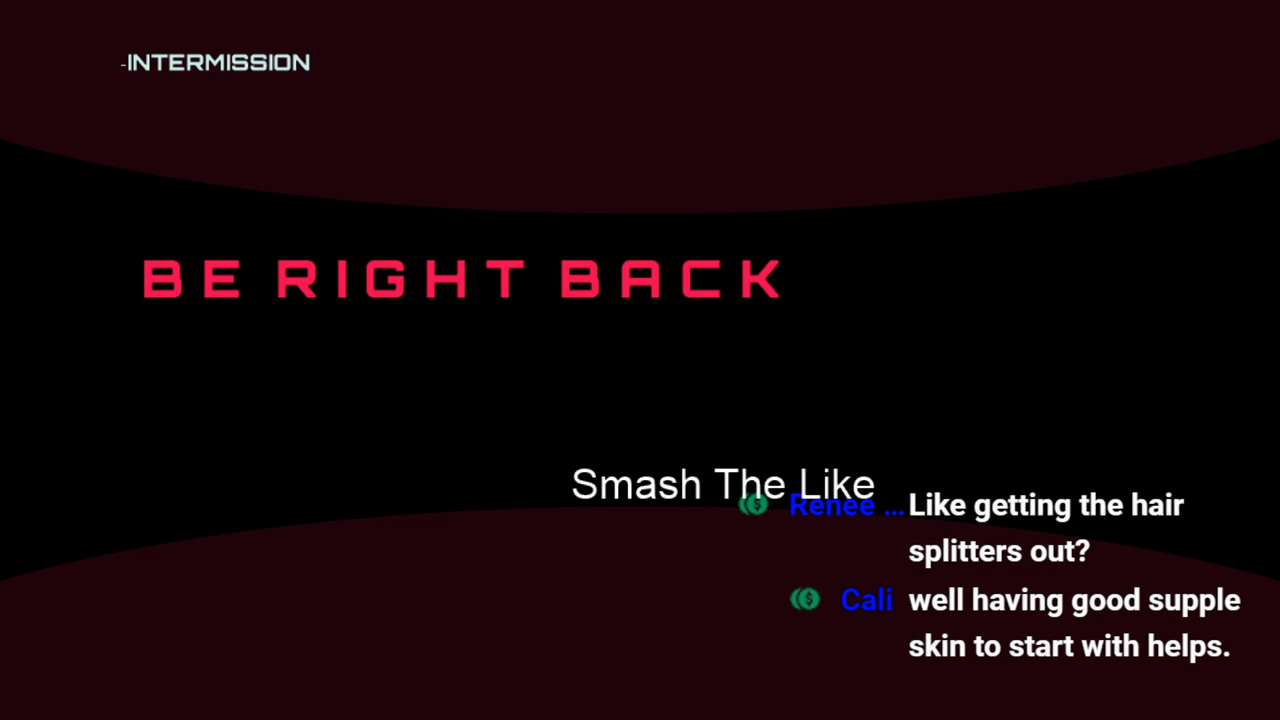 -INTERMISSION
BE RIGHT BACK
Smash The Like
Renee ... Like getting the hair
splitters out?
Cali well having good supple
skin to start with helps.